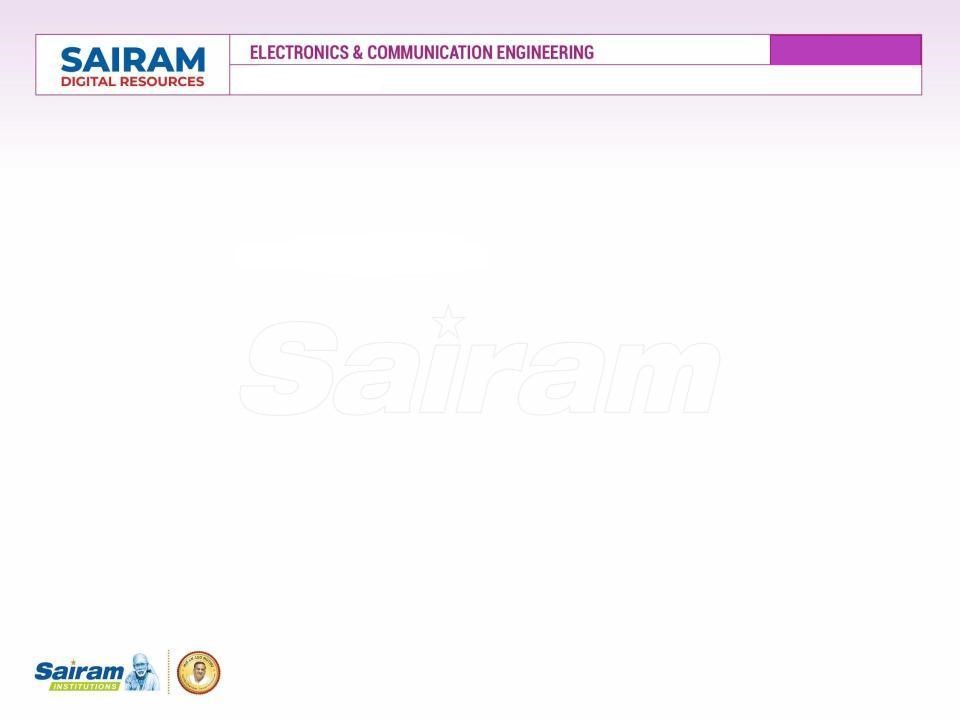 SAIRAM
DIGITAL RESOURCES
ELECTRONICS & COMMUNICATION ENGINEERING
Sairam
Sairam
INSTITUTIONS